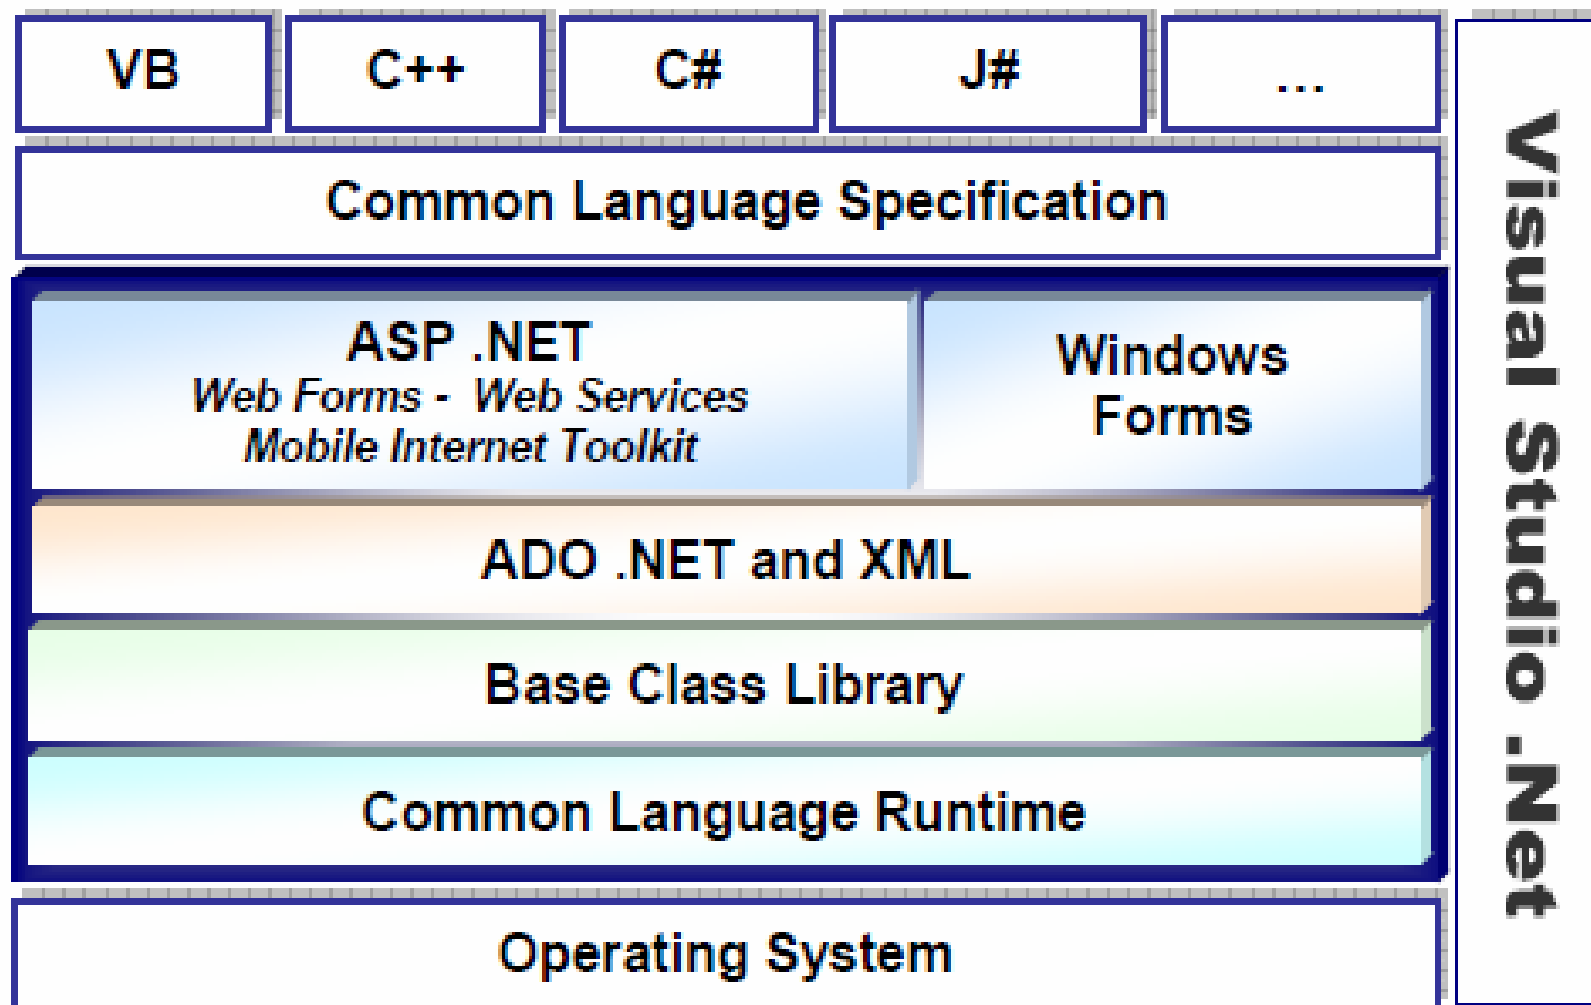 VB
C++
C#
J#
...
Common Language Specification
ASP .NET
Web Forms - Web Services
Mobile Internet Toolkit
Windows
Forms
ADO .NET and XML
Base Class Library
Common Language Runtime
Operating System
Visual Studio .Net